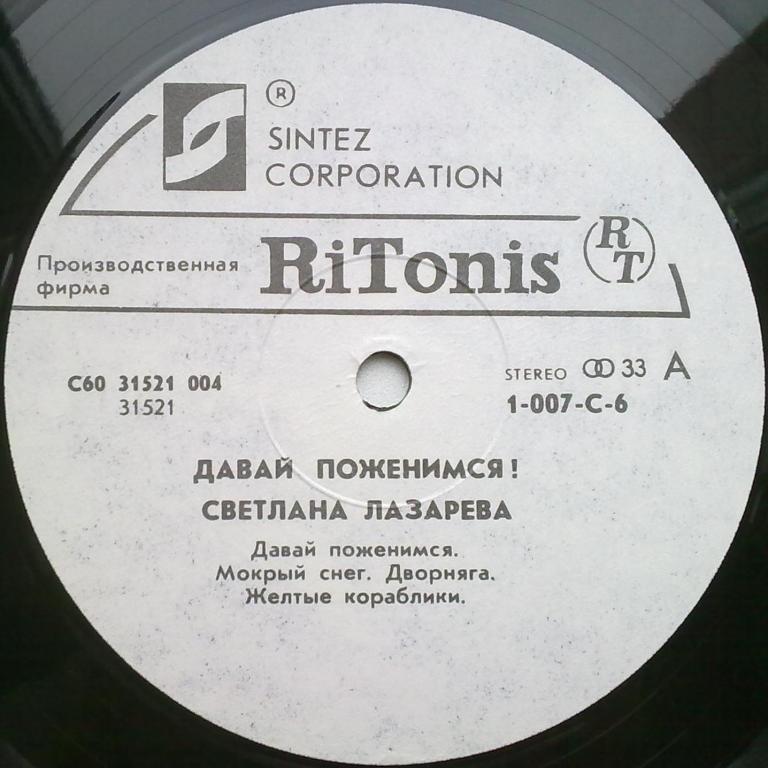 ®
SINTEZ
CORPORATION
Производственная
фирма
RiTonis
RT
С60 31521 004
31521
STEREO 33 A
1-007-C-6
ДАВАЙ ПОЖЕНИМСЯ!
СВЕТЛАНА ЛАЗАРЕВА
Давай поженимся.
Мокрый снег. Дворняга.
Желтые кораблики.